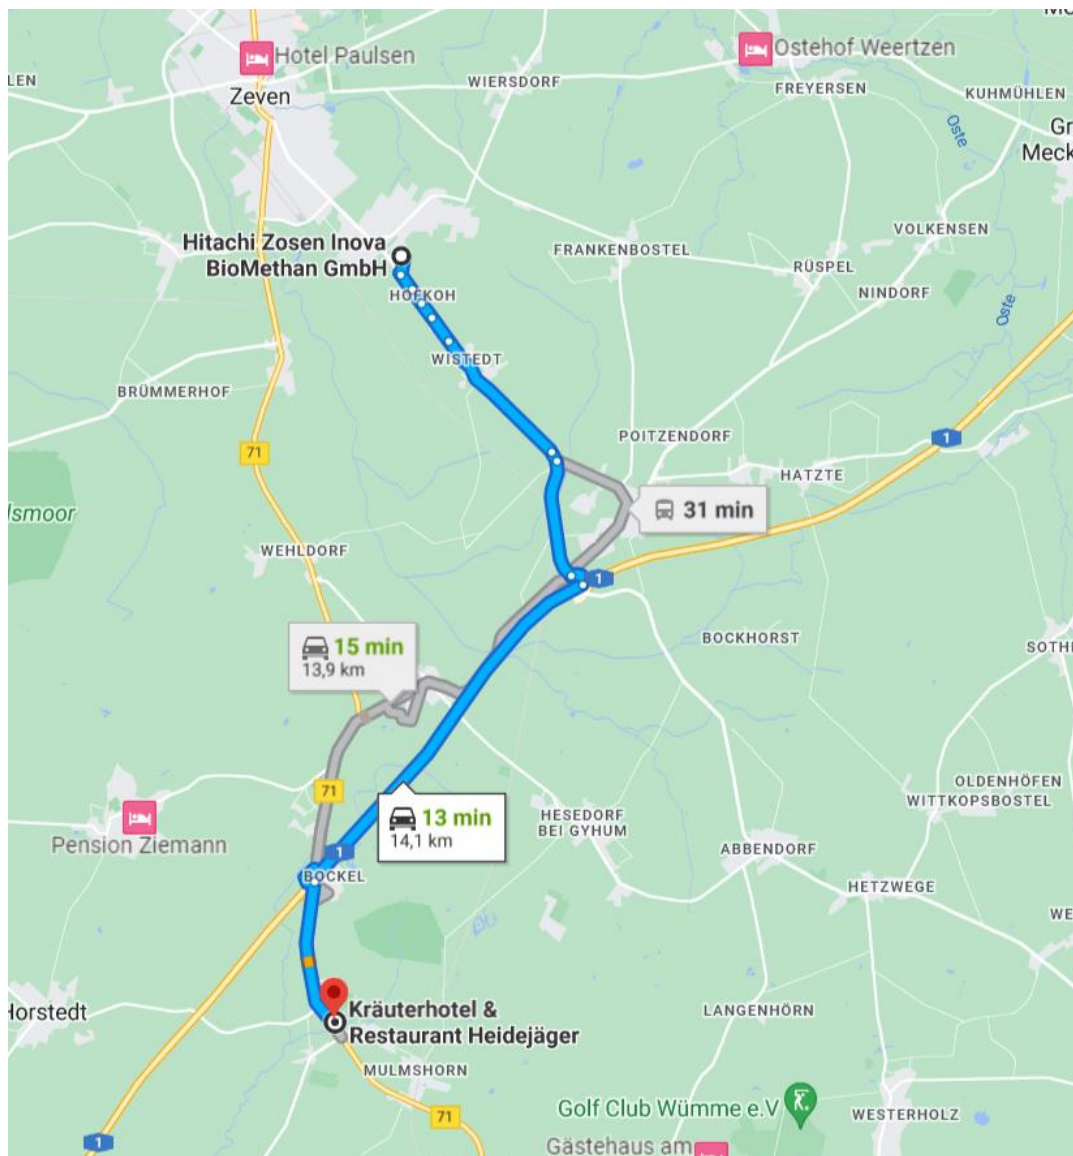 Hotel Paulsen
Ostehof Weertzen
LEN
WIERSDORF
Zeven
FREYERSEN
KUHMÜHLEN
Oste
Gr
Meck
VOLKENSEN
Hitachi Zosen Inova
BioMethan GmbH
FRANKENBOSTEL
RÜSPEL
HOFKOH
NINDORF
Oste
WISTEDT
BRÜMMERHOF
71
POITZENDORF
1
HATZTE
lsmoor
31 min
WEHLDORF
1
15 min
13,9 km
BOCKHORST
SOTH
71
13 min
14,1 km
OLDENHÖFEN
WITTKOPSBOSTEL
HESEDORF
BEI GYHUM
Pension Ziemann
1
ABBENDORF
BOCKEL
HETZWEGE
WE
Horstedt
Kräuterhotel &
Restaurant Heidejäger
LANGENHÖRN
MULMSHORN
71
Golf Club Wümme e.V
WESTERHOLZ
1
Gästehaus am